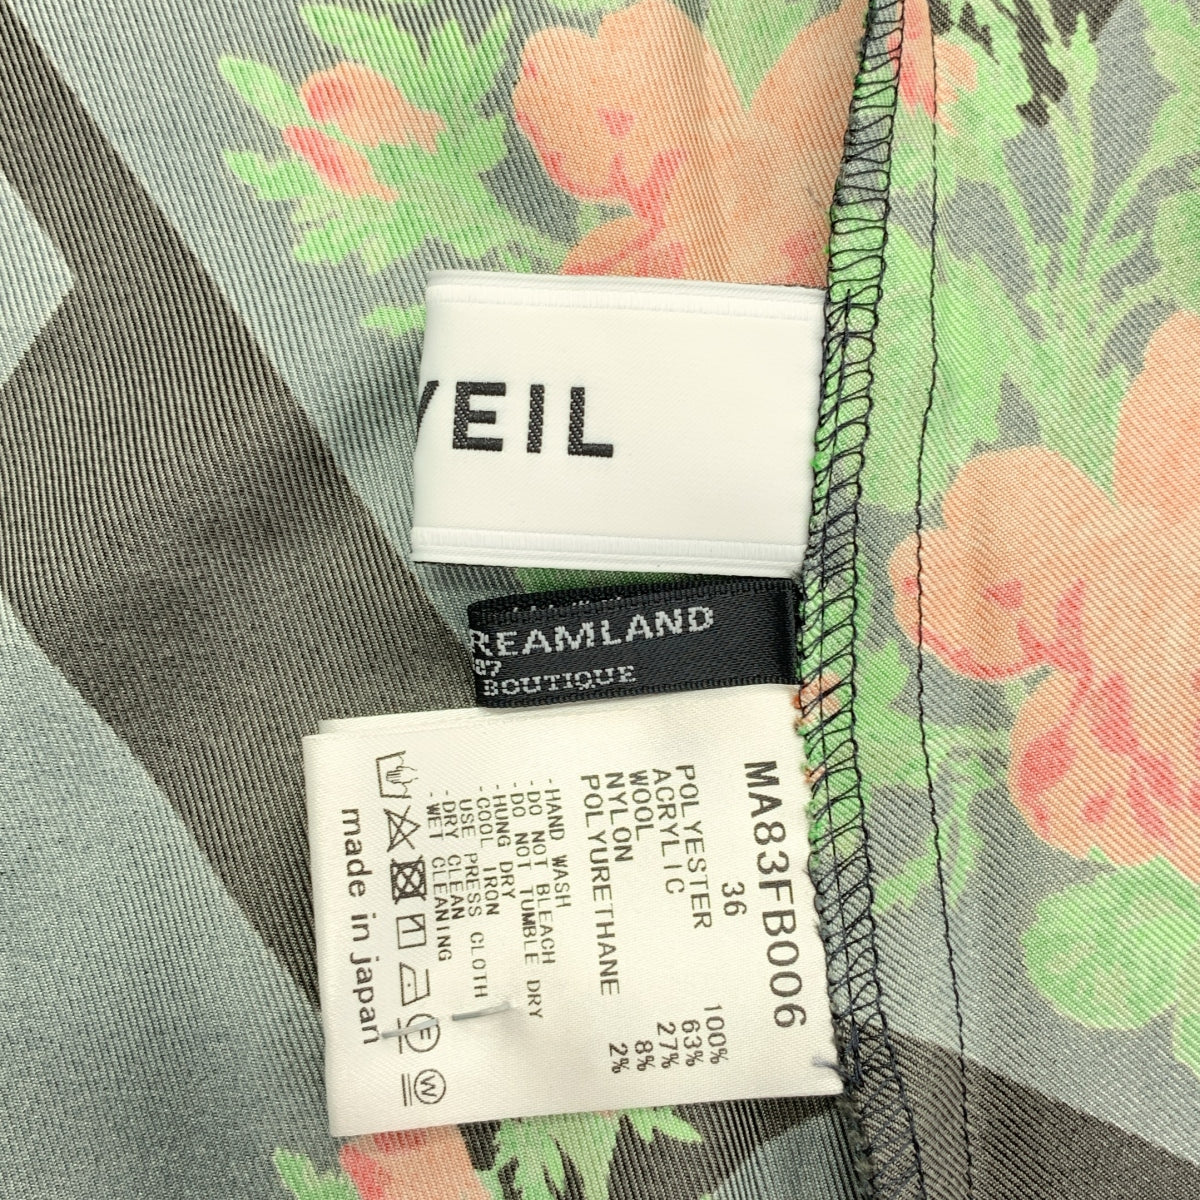 VEIL
REAMLAND
87
BOUTIQUE
MA83FB006
36
POLYESTER 100%
ACRYLIC 63%
WOOL 27%
NYLON 8%
POLYURETHANE 2%
-HAND WASH
-DO NOT BLEACH
-DO NOT TUMBLE DRY
-HUNG DRY
-COOL IRON
USE PRESS CLOTH
-DRY CLEAN
-WET CLEANING
F
W
made in japan